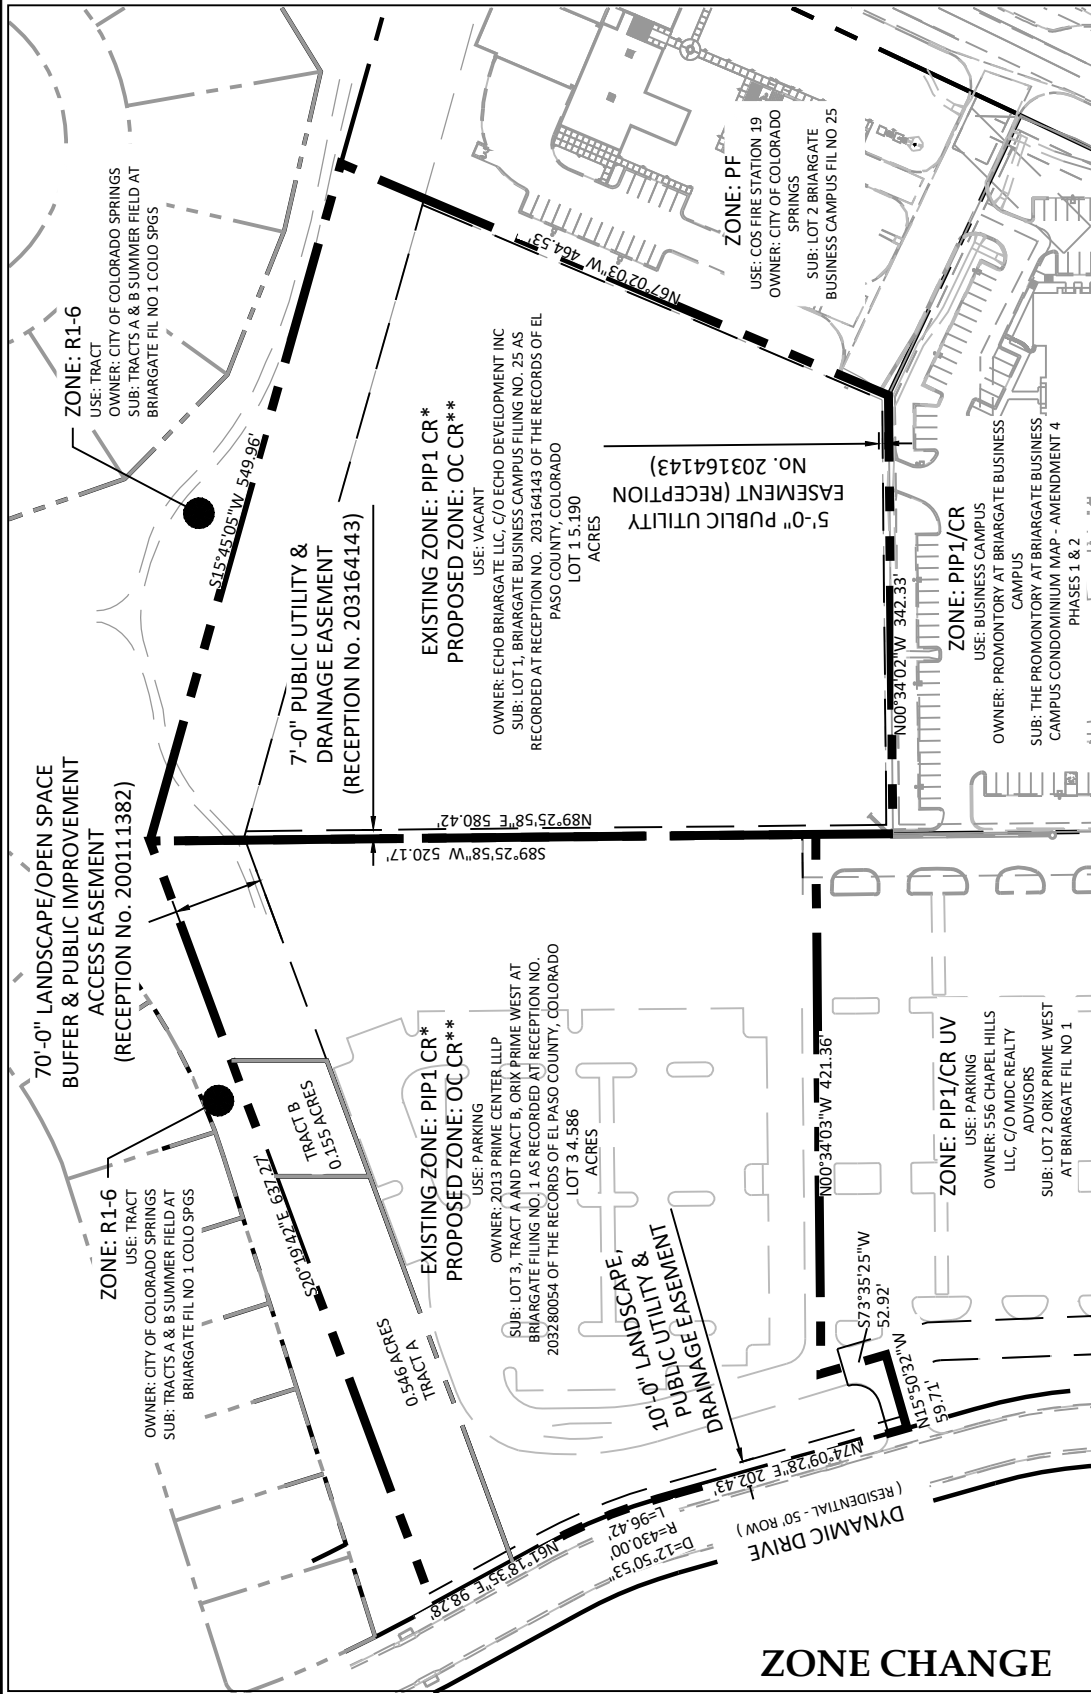 ZONE: R1-6
USE: TRACT
OWNER: CITY OF COLORADO SPRINGS
SUB: TRACTS A & B SUMMER FIELD AT
BRIARGATE FIL NO 1 COLO SPGS
S15°45'05"W 549.96'
N67°02'03"W 464.53'
ZONE: PF
USE: COS FIRE STATION 19
OWNER: CITY OF COLORADO
SPRINGS
SUB: LOT 2 BRIARGATE
BUSINESS CAMPUS FIL NO 25
7'-0" PUBLIC UTILITY &
DRAINAGE EASEMENT
(RECEPTION No. 203164143)
EXISTING ZONE: PIP1 CR*
PROPOSED ZONE: OC CR**
USE: VACANT
OWNER: ECHO BRIARGATE LLC, C/O ECHO DEVELOPMENT INC
SUB: LOT 1, BRIARGATE BUSINESS CAMPUS FILING NO. 25 AS
RECORDED AT RECEPTION NO. 203164143 OF THE RECORDS OF EL
PASO COUNTY, COLORADO
LOT 1 5.190
ACRES
5'-0" PUBLIC UTILITY
EASEMENT (RECEPTION
No. 203164143)
N00°34'02"W 342.33'
ZONE: PIP1/CR
USE: BUSINESS CAMPUS
OWNER: PROMONTORY AT BRIARGATE BUSINESS
CAMPUS
SUB: THE PROMONTORY AT BRIARGATE BUSINESS
CAMPUS CONDOMINIUM MAP - AMENDMENT 4
PHASES 1 & 2
70'-0" LANDSCAPE/OPEN SPACE
BUFFER & PUBLIC IMPROVEMENT
ACCESS EASEMENT
(RECEPTION No. 200111382)
N89°25'58"E 580.42'
S89°25'58"W 520.17'
ZONE: R1-6
USE: TRACT
OWNER: CITY OF COLORADO SPRINGS
SUB: TRACTS A & B SUMMER FIELD AT
BRIARGATE FIL NO 1 COLO SPGS
S20°19'42"E 637.27'
TRACT B
0.155 ACRES
0.546 ACRES
TRACT A
EXISTING ZONE: PIP1 CR*
PROPOSED ZONE: OC CR**
USE: PARKING
OWNER: 2013 PRIME CENTER LLLP
SUB: LOT 3, TRACT A AND TRACT B, ORIX PRIME WEST AT
BRIARGATE FILING NO. 1 AS RECORDED AT RECEPTION NO.
203280054 OF THE RECORDS OF EL PASO COUNTY, COLORADO
LOT 3 4.586
ACRES
10'-0" LANDSCAPE,
PUBLIC UTILITY &
DRAINAGE EASEMENT
N00°34'03"W 421.36'
ZONE: PIP1/CR UV
USE: PARKING
OWNER: 556 CHAPEL HILLS
LLC, C/O MDC REALTY
ADVISORS
SUB: LOT 2 ORIX PRIME WEST
AT BRIARGATE FIL NO 1
S73°35'25"W
52.92'
N15°50'32"W
59.71'
N74°09'28"E 202.43'
D=12°50'53"
R=430.00'
L=96.42'
N61°18'35"E 98.28'
DYNAMIC DRIVE
( RESIDENTIAL - 50' ROW )
ZONE CHANGE